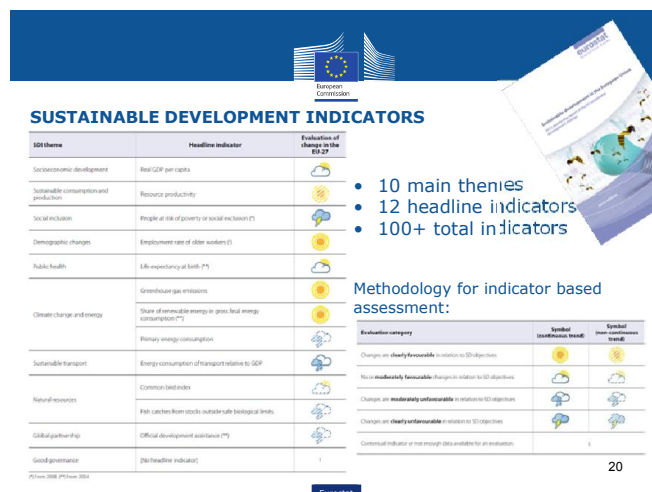 European
Commission
eurostat
SUSTAINABLE DEVELOPMENT INDICATORS
SDI theme Headline indicator Evaluation of
change in the
EU-27
Socioeconomic development Real GDP per capita
Sustainable consumption and
production Resource productivity
Social inclusion People at risk of poverty or social exclusion (*)
Demographic changes Employment rate of older workers (*)
Public health Life expectancy at birth (**)
Climate change and energy Greenhouse gas emissions
Share of renewable energy in gross final energy
consumption (**)
Primary energy consumption
Sustainable transport Energy consumption of transport relative to GDP
Natural resources Common bird index
Fish catches from stocks outside safe biological limits
Global partnership Official development assistance (**)
Good governance [No headline indicator] :
• 10 main themes
• 12 headline indicators
• 100+ total indicators
Methodology for indicator based
assessment:
Evaluation category Symbol
(continuous trend) Symbol
(non-continuous
trend)
Changes are clearly favourable in relation to SD objectives
No or moderately favourable changes in relation to SD objectives
Changes are moderately unfavourable in relation to SD objectives
Changes are clearly unfavourable in relation to SD objectives
Contextual indicator or not enough data available for an evaluation :
20
Eurostat